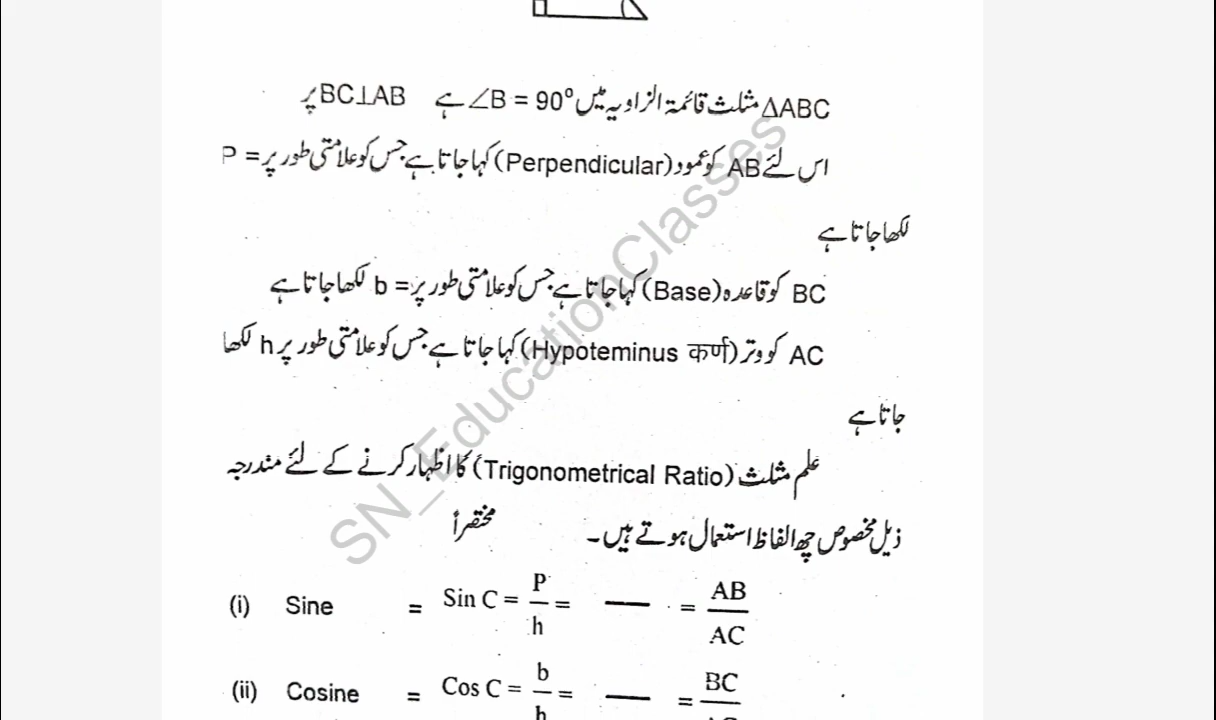 ΔABC مثلث قائمۃ الزاویہ میں ∠B = 90° ہے BC⊥AB پر
اس لئے AB کو عمود (Perpendicular) کہا جاتا ہے جس کو علامتی طور پر = P
لکھا جاتا ہے
BC کو قاعدہ (Base) کہا جاتا ہے جس کو علامتی طور پر = b لکھا جاتا ہے
AC کو وتر (Hypoteminus कर्ण) کہا جاتا ہے جس کو علامتی طور پر h لکھا
جاتا ہے
علم مثلث (Trigonometrical Ratio) کا اظہار کرنے کے لئے مندرجہ
ذیل مخصوص چھ الفاظ استعمال ہوتے ہیں۔ مختصراً
(i) Sine = Sin C = P/h = — = AB/AC
(ii) Cosine = Cos C = b/h = — = BC/
SN_EducationClasses